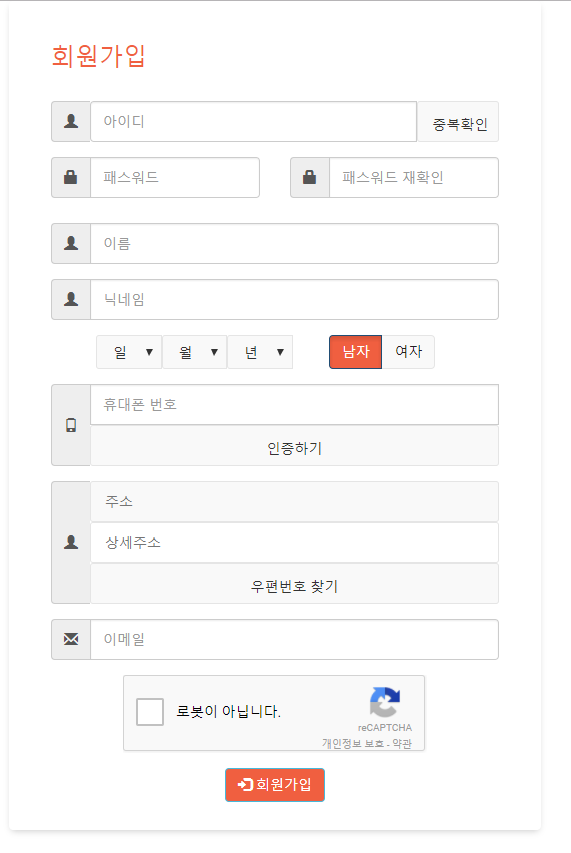 회원가입
아이디 중복확인
패스워드 패스워드 재확인
이름
닉네임
일 월 년 남자 여자
휴대폰 번호
인증하기
주소
상세주소
우편번호 찾기
이메일
로봇이 아닙니다.
reCAPTCHA
개인정보 보호 - 약관
회원가입